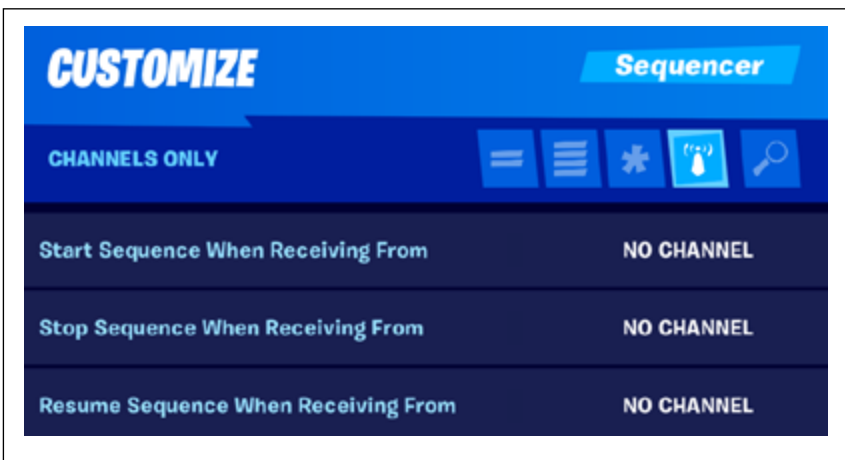 CUSTOMIZE
Sequencer
CHANNELS ONLY
Start Sequence When Receiving From NO CHANNEL
Stop Sequence When Receiving From NO CHANNEL
Resume Sequence When Receiving From NO CHANNEL